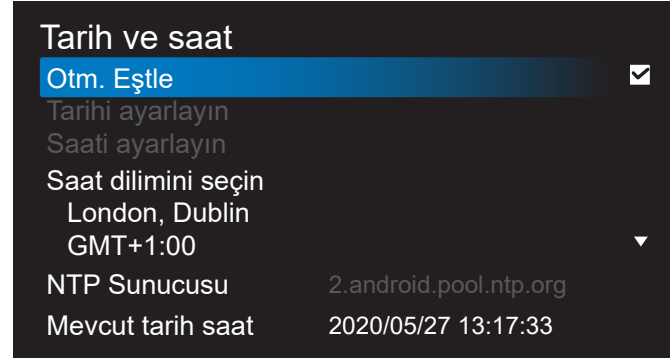 Tarih ve saat
Otm. Eştle
Tarihi ayarlayın
Saati ayarlayın
Saat dilimini seçin
London, Dublin
GMT+1:00
NTP Sunucusu 2.android.pool.ntp.org
Mevcut tarih saat 2020/05/27 13:17:33